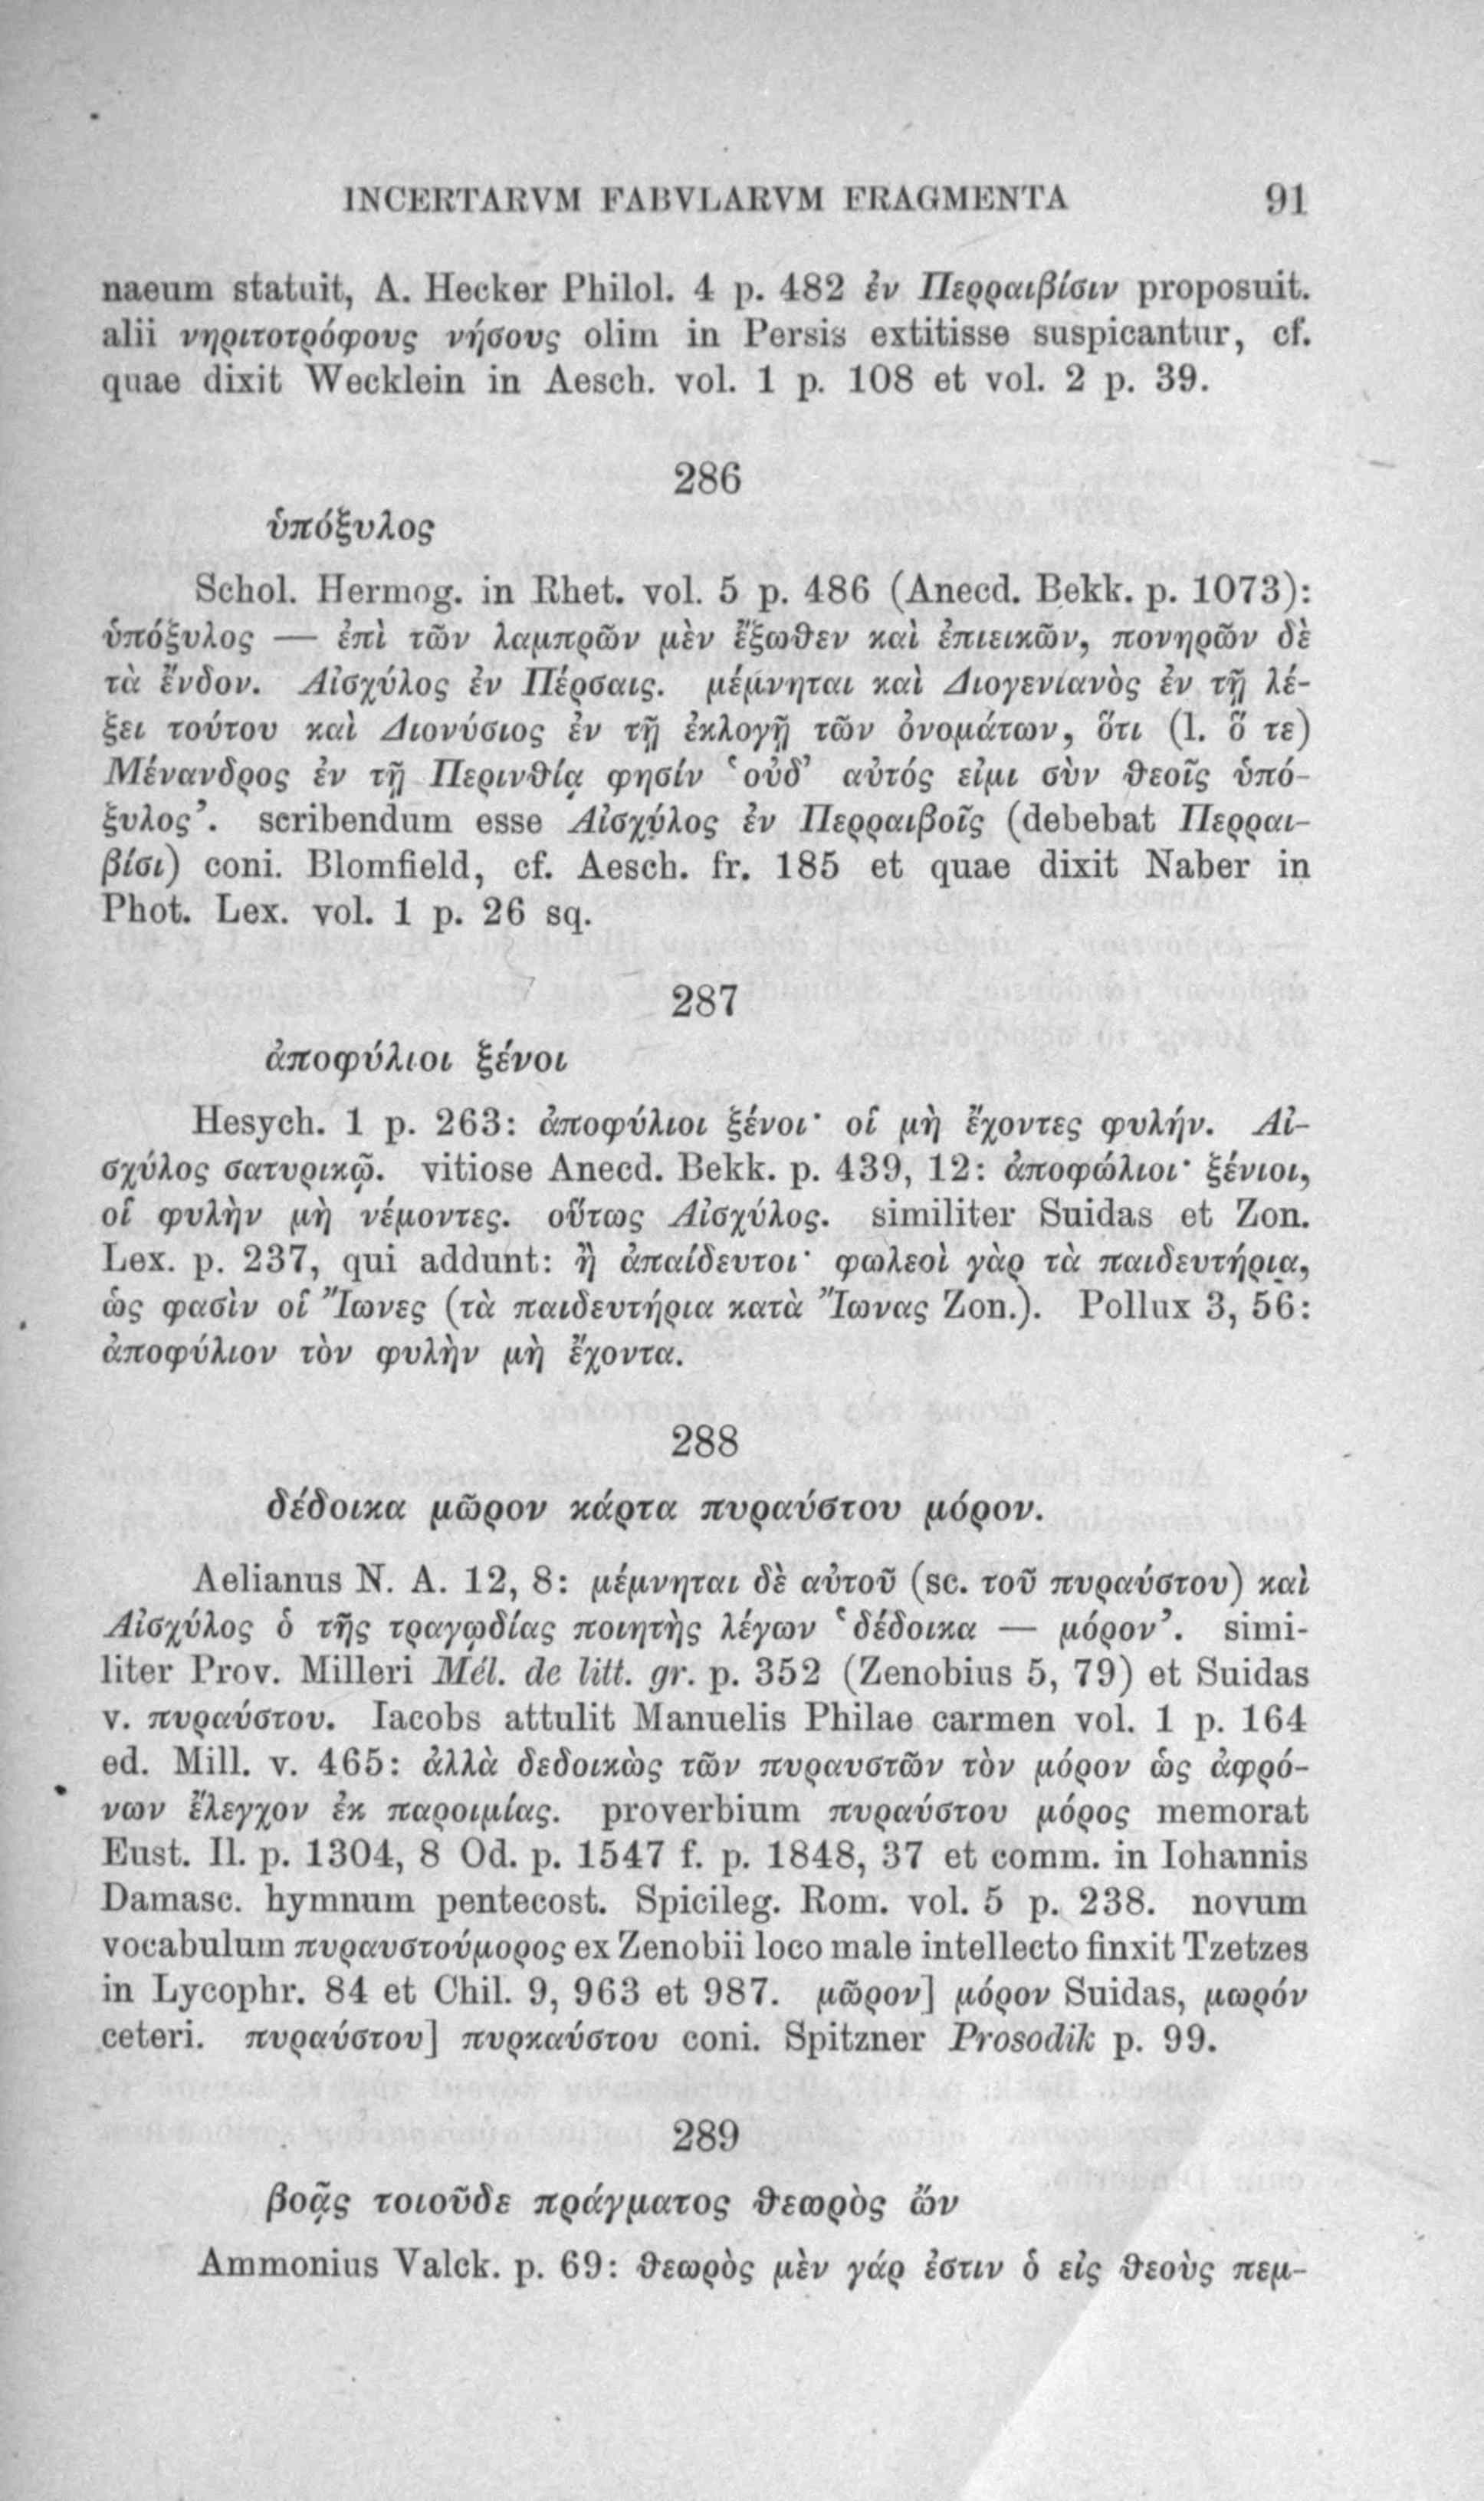 INCERTARVM FABVLARVM FRAGMENTA 91
naeum statuit, A. Hecker Philol. 4 p. 482 ἐν Περραιβίσιν proposuit.
alii νηριτοτρόφους νήσους olim in Persis extitisse suspicantur, cf.
quae dixit Wecklein in Aesch. vol. 1 p. 108 et vol. 2 p. 39.
286
ὑπόξυλος
Schol. Hermog. in Rhet. vol. 5 p. 486 (Anecd. Bekk. p. 1073):
ὑπόξυλος — ἐπὶ τῶν λαμπρῶν μὲν ἔξωθεν καὶ ἐπιεικῶν, πονηρῶν δὲ
τὰ ἔνδον. Αἰσχύλος ἐν Πέρσαις. μέμνηται καὶ Διογενιανὸς ἐν τῇ λέ-
ξει τούτου καὶ Διονύσιος ἐν τῇ ἐκλογῇ τῶν ὀνομάτων, ὅτι (l. ὅ τε)
Μένανδρος ἐν τῇ Περινθίᾳ φησίν ‘οὐδ’ αὐτός εἰμι σὺν θεοῖς ὑπό-
ξυλος’. scribendum esse Αἰσχύλος ἐν Περραιβοῖς (debebat Περραι-
βίσι) coni. Blomfield, cf. Aesch. fr. 185 et quae dixit Naber in
Phot. Lex. vol. 1 p. 26 sq.
287
ἀποφύλιοι ξένοι
Hesych. 1 p. 263: ἀποφύλιοι ξένοι· οἱ μὴ ἔχοντες φυλήν. Αἰ-
σχύλος σατυρικῷ. vitiose Anecd. Bekk. p. 439, 12: ἀποφώλιοι· ξένιοι,
οἱ φυλὴν μὴ νέμοντες. οὕτως Αἰσχύλος. similiter Suidas et Zon.
Lex. p. 237, qui addunt: ἢ ἀπαίδευτοι· φωλεοὶ γὰρ τὰ παιδευτήρια,
ὡς φασὶν οἱ Ἴωνες (τὰ παιδευτήρια κατὰ Ἴωνας Zon.). Pollux 3, 56:
ἀποφύλιον τὸν φυλὴν μὴ ἔχοντα.
288
δέδοικα μῶρον κάρτα πυραύστου μόρον.
Aelianus N. A. 12, 8: μέμνηται δὲ αὐτοῦ (sc. τοῦ πυραύστου) καὶ
Αἰσχύλος ὁ τῆς τραγῳδίας ποιητὴς λέγων ‘δέδοικα — μόρον’. simi-
liter Prov. Milleri Mél. de litt. gr. p. 352 (Zenobius 5, 79) et Suidas
v. πυραύστου. Iacobs attulit Manuelis Philae carmen vol. 1 p. 164
ed. Mill. v. 465: ἀλλὰ δεδοικὼς τῶν πυραυστῶν τὸν μόρον ὡς ἀφρό-
νων ἔλεγχον ἐκ παροιμίας. proverbium πυραύστου μόρος memorat
Eust. Il. p. 1304, 8 Od. p. 1547 f. p. 1848, 37 et comm. in Iohannis
Damasc. hymnum pentecost. Spicileg. Rom. vol. 5 p. 238. novum
vocabulum πυραυστούμορος ex Zenobii loco male intellecto finxit Tzetzes
in Lycophr. 84 et Chil. 9, 963 et 987. μῶρον] μόρον Suidas, μωρόν
ceteri. πυραύστου] πυρκαύστου coni. Spitzner Prosodik p. 99.
289
βοᾷς τοιοῦδε πράγματος θεωρὸς ὤν
Ammonius Valck. p. 69: θεωρὸς μὲν γάρ ἐστιν ὁ εἰς θεοὺς πεμ-